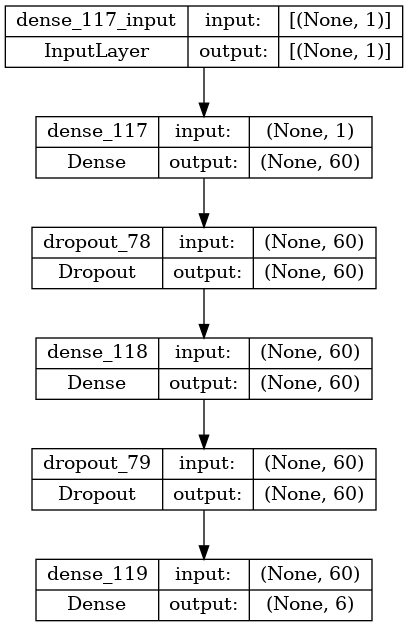 dense_117_input input: [(None, 1)]
InputLayer output: [(None, 1)]
dense_117 input: (None, 1)
Dense output: (None, 60)
dropout_78 input: (None, 60)
Dropout output: (None, 60)
dense_118 input: (None, 60)
Dense output: (None, 60)
dropout_79 input: (None, 60)
Dropout output: (None, 60)
dense_119 input: (None, 60)
Dense output: (None, 6)